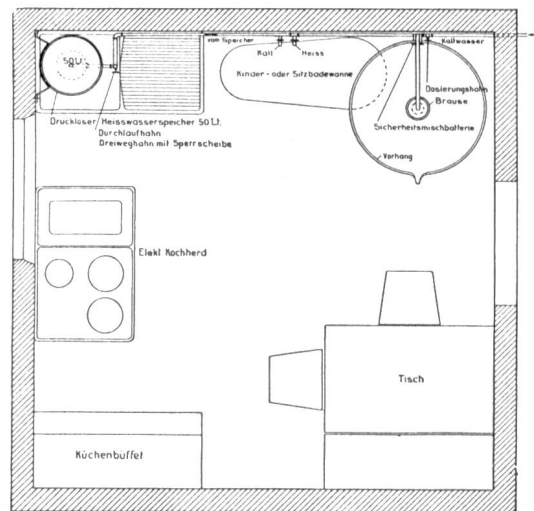 50 Lt.
vom Speicher
Kalt
Heiss
Kaltwasser
Kinder- oder Sitzbadewanne
Dosierungshahn
Brause
Druckloser Heisswasserspeicher 50 Lt.
Durchlaufhahn
Dreiweghahn mit Sperrscheibe
Sicherheitsmischbatterie
Vorhang
Elekt Kochherd
Tisch
Küchenbüffet